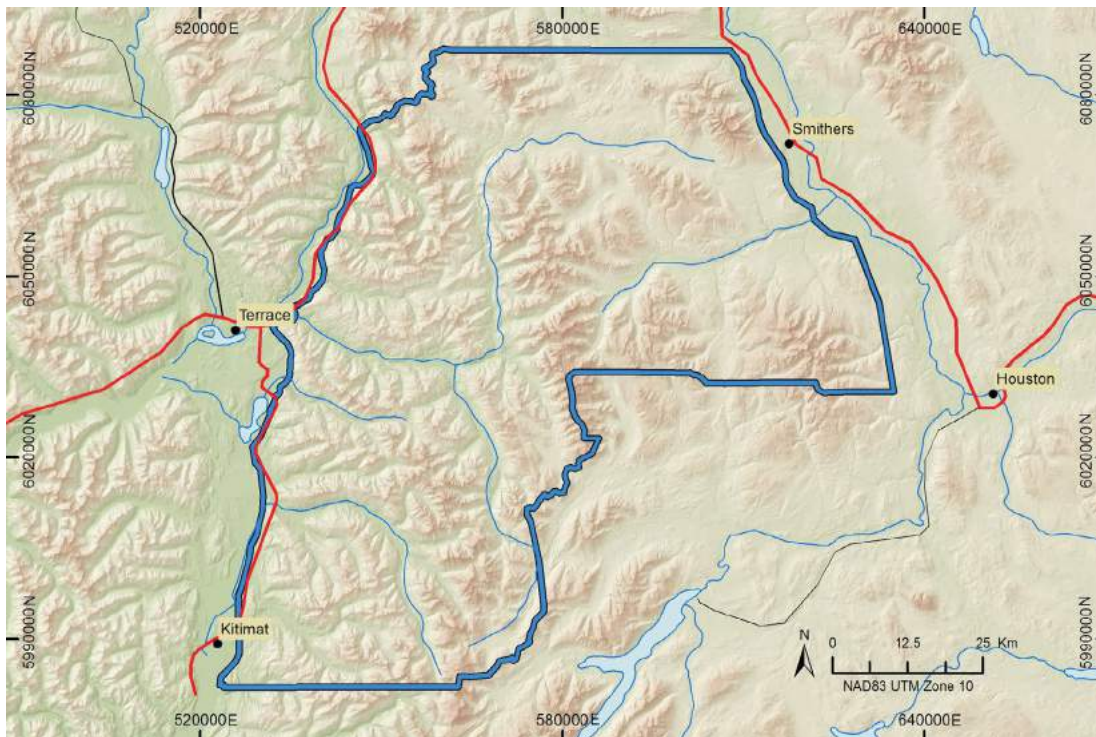 520000E
580000E
640000E
6080000N
6080000N
Smithers
6050000N
6050000N
Terrace
Houston
6020000N
6020000N
Kitimat
5990000N
5990000N
N
0 12.5 25 Km
NAD83 UTM Zone 10
520000E
580000E
640000E